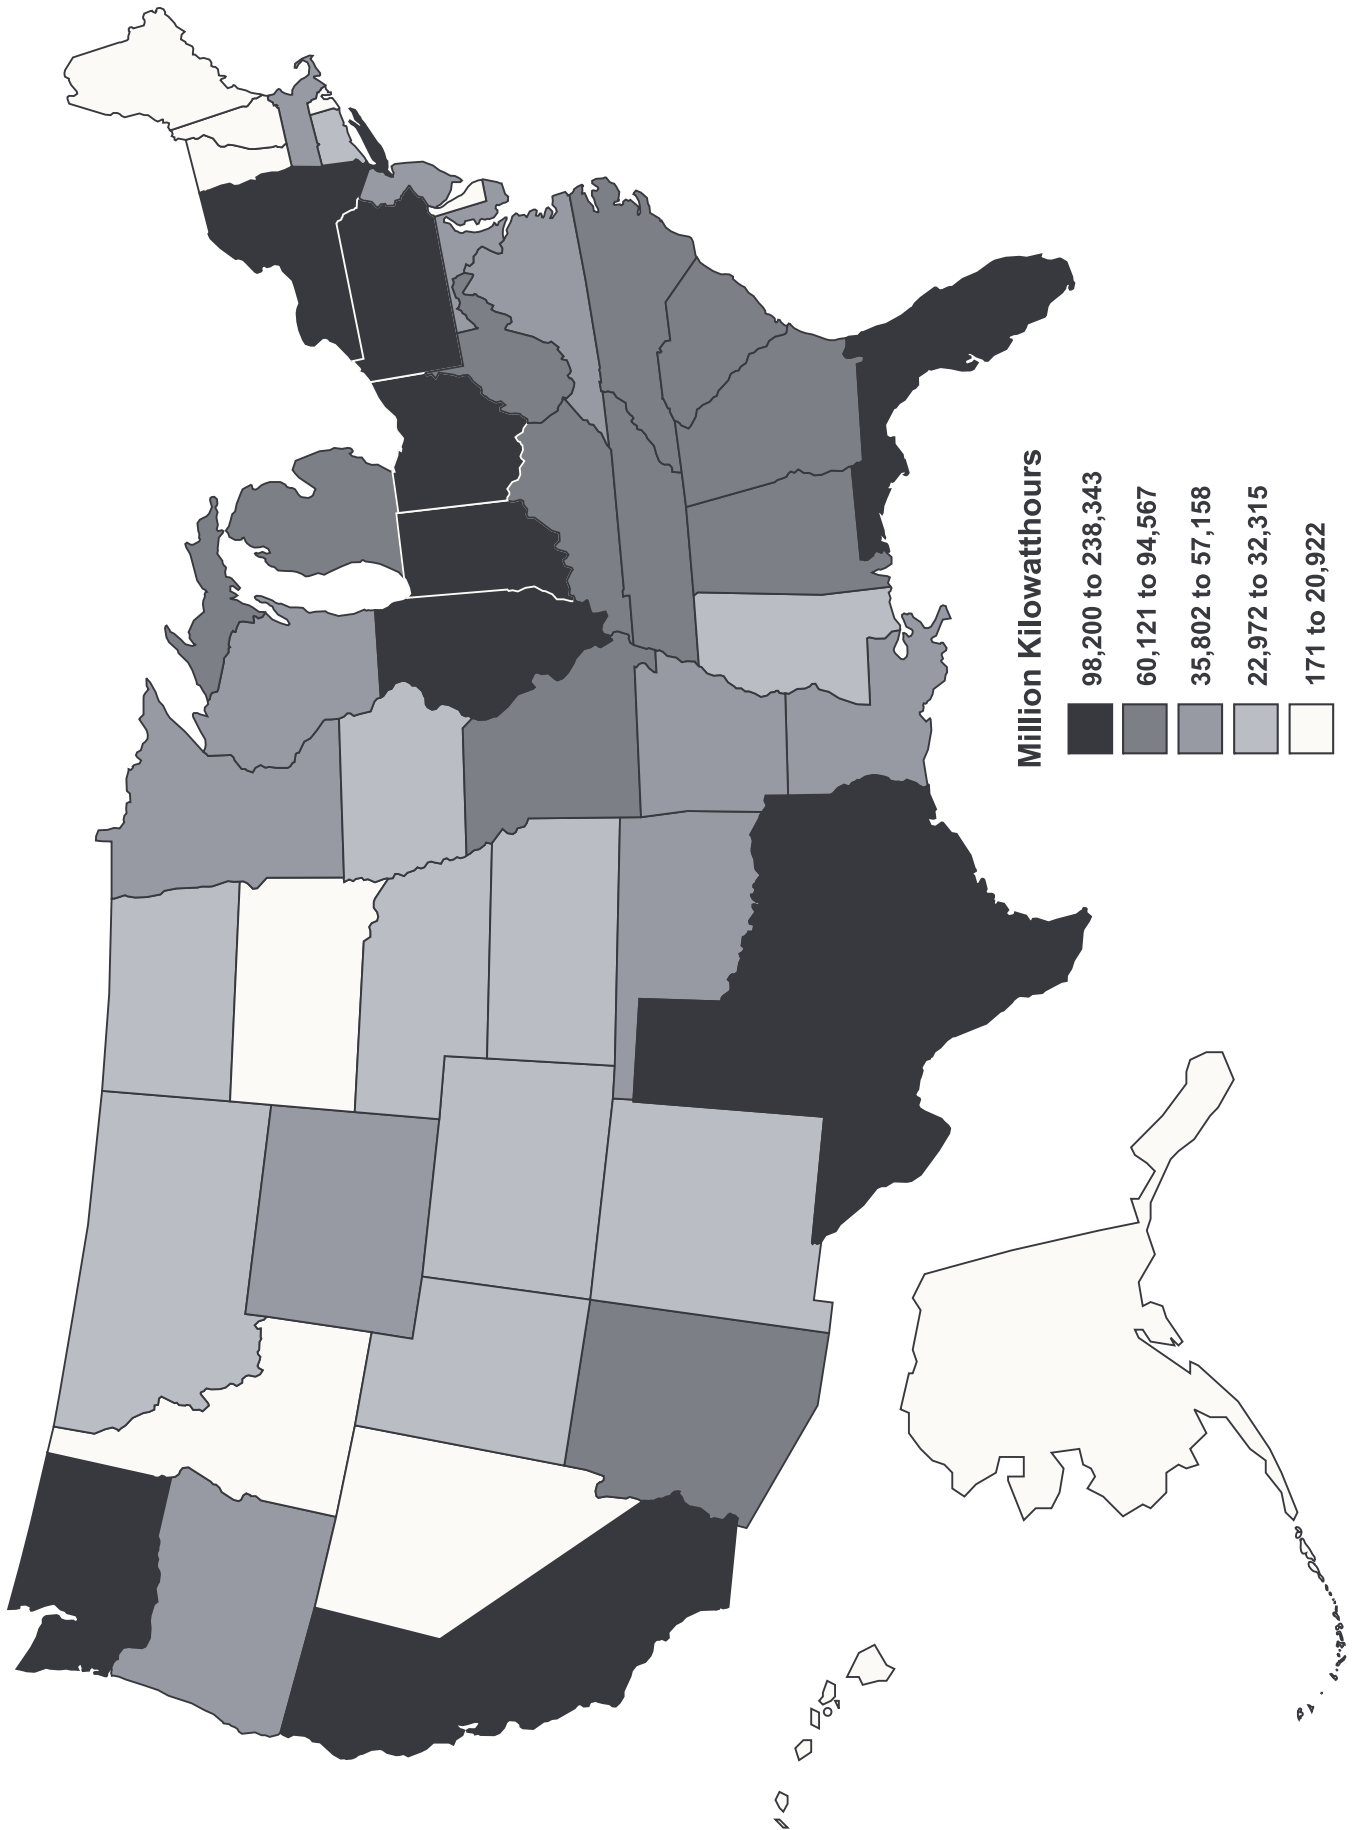 Million Kilowatthours
98,200 to 238,343
60,121 to 94,567
35,802 to 57,158
22,972 to 32,315
171 to 20,922